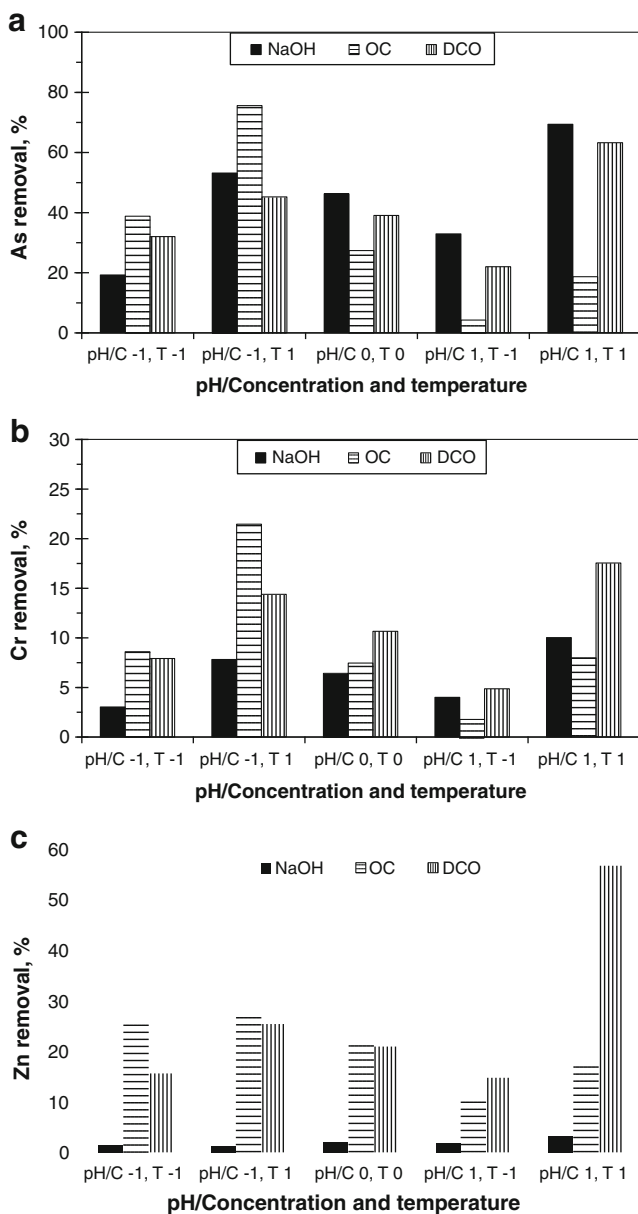 a
NaOH OC DCO
100
80
60
40
20
0
As removal, %
pH/C -1, T -1 pH/C -1, T 1 pH/C 0, T 0 pH/C 1, T -1 pH/C 1, T 1
pH/Concentration and temperature
b
NaOH OC DCO
30
25
20
15
10
5
0
Cr removal, %
pH/C -1, T -1 pH/C -1, T 1 pH/C 0, T 0 pH/C 1, T -1 pH/C 1, T 1
pH/Concentration and temperature
c
NaOH OC DCO
60
50
40
30
20
10
0
Zn removal, %
pH/C -1, T -1 pH/C -1, T 1 pH/C 0, T 0 pH/C 1, T -1 pH/C 1, T 1
pH/Concentration and temperature